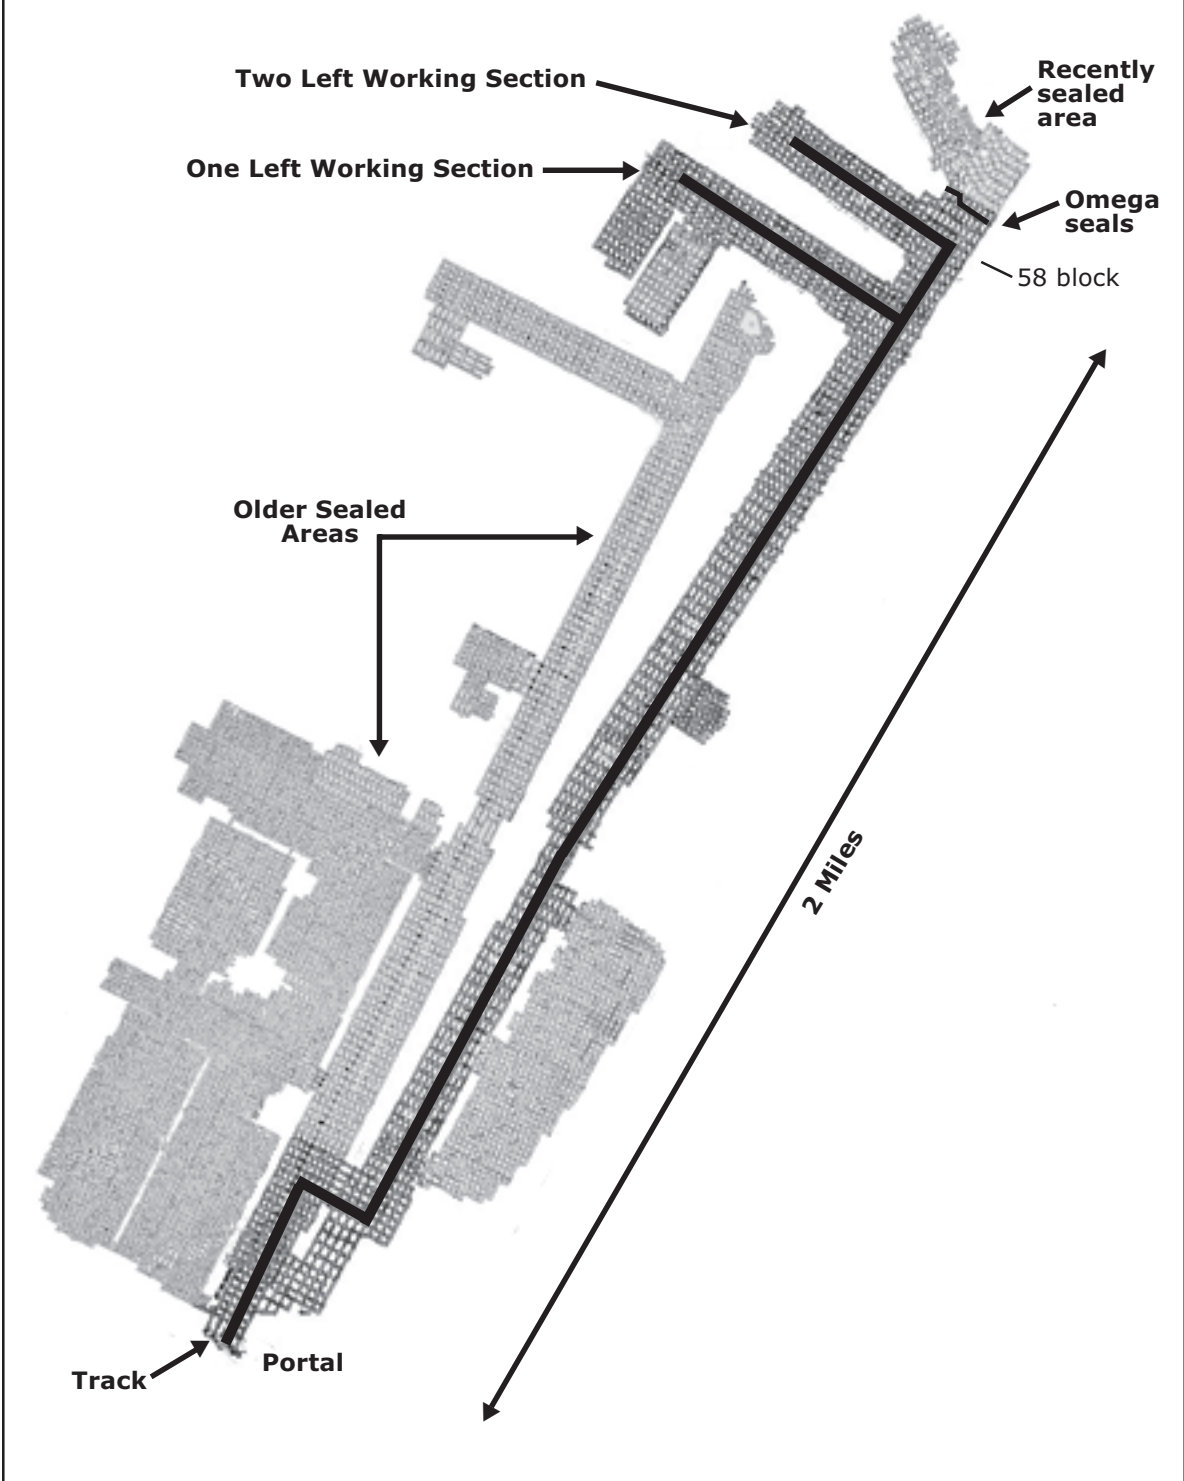 Two Left Working Section
Recently
sealed
area
One Left Working Section
Omega
seals
58 block
Older Sealed
Areas
2 Miles
Portal
Track